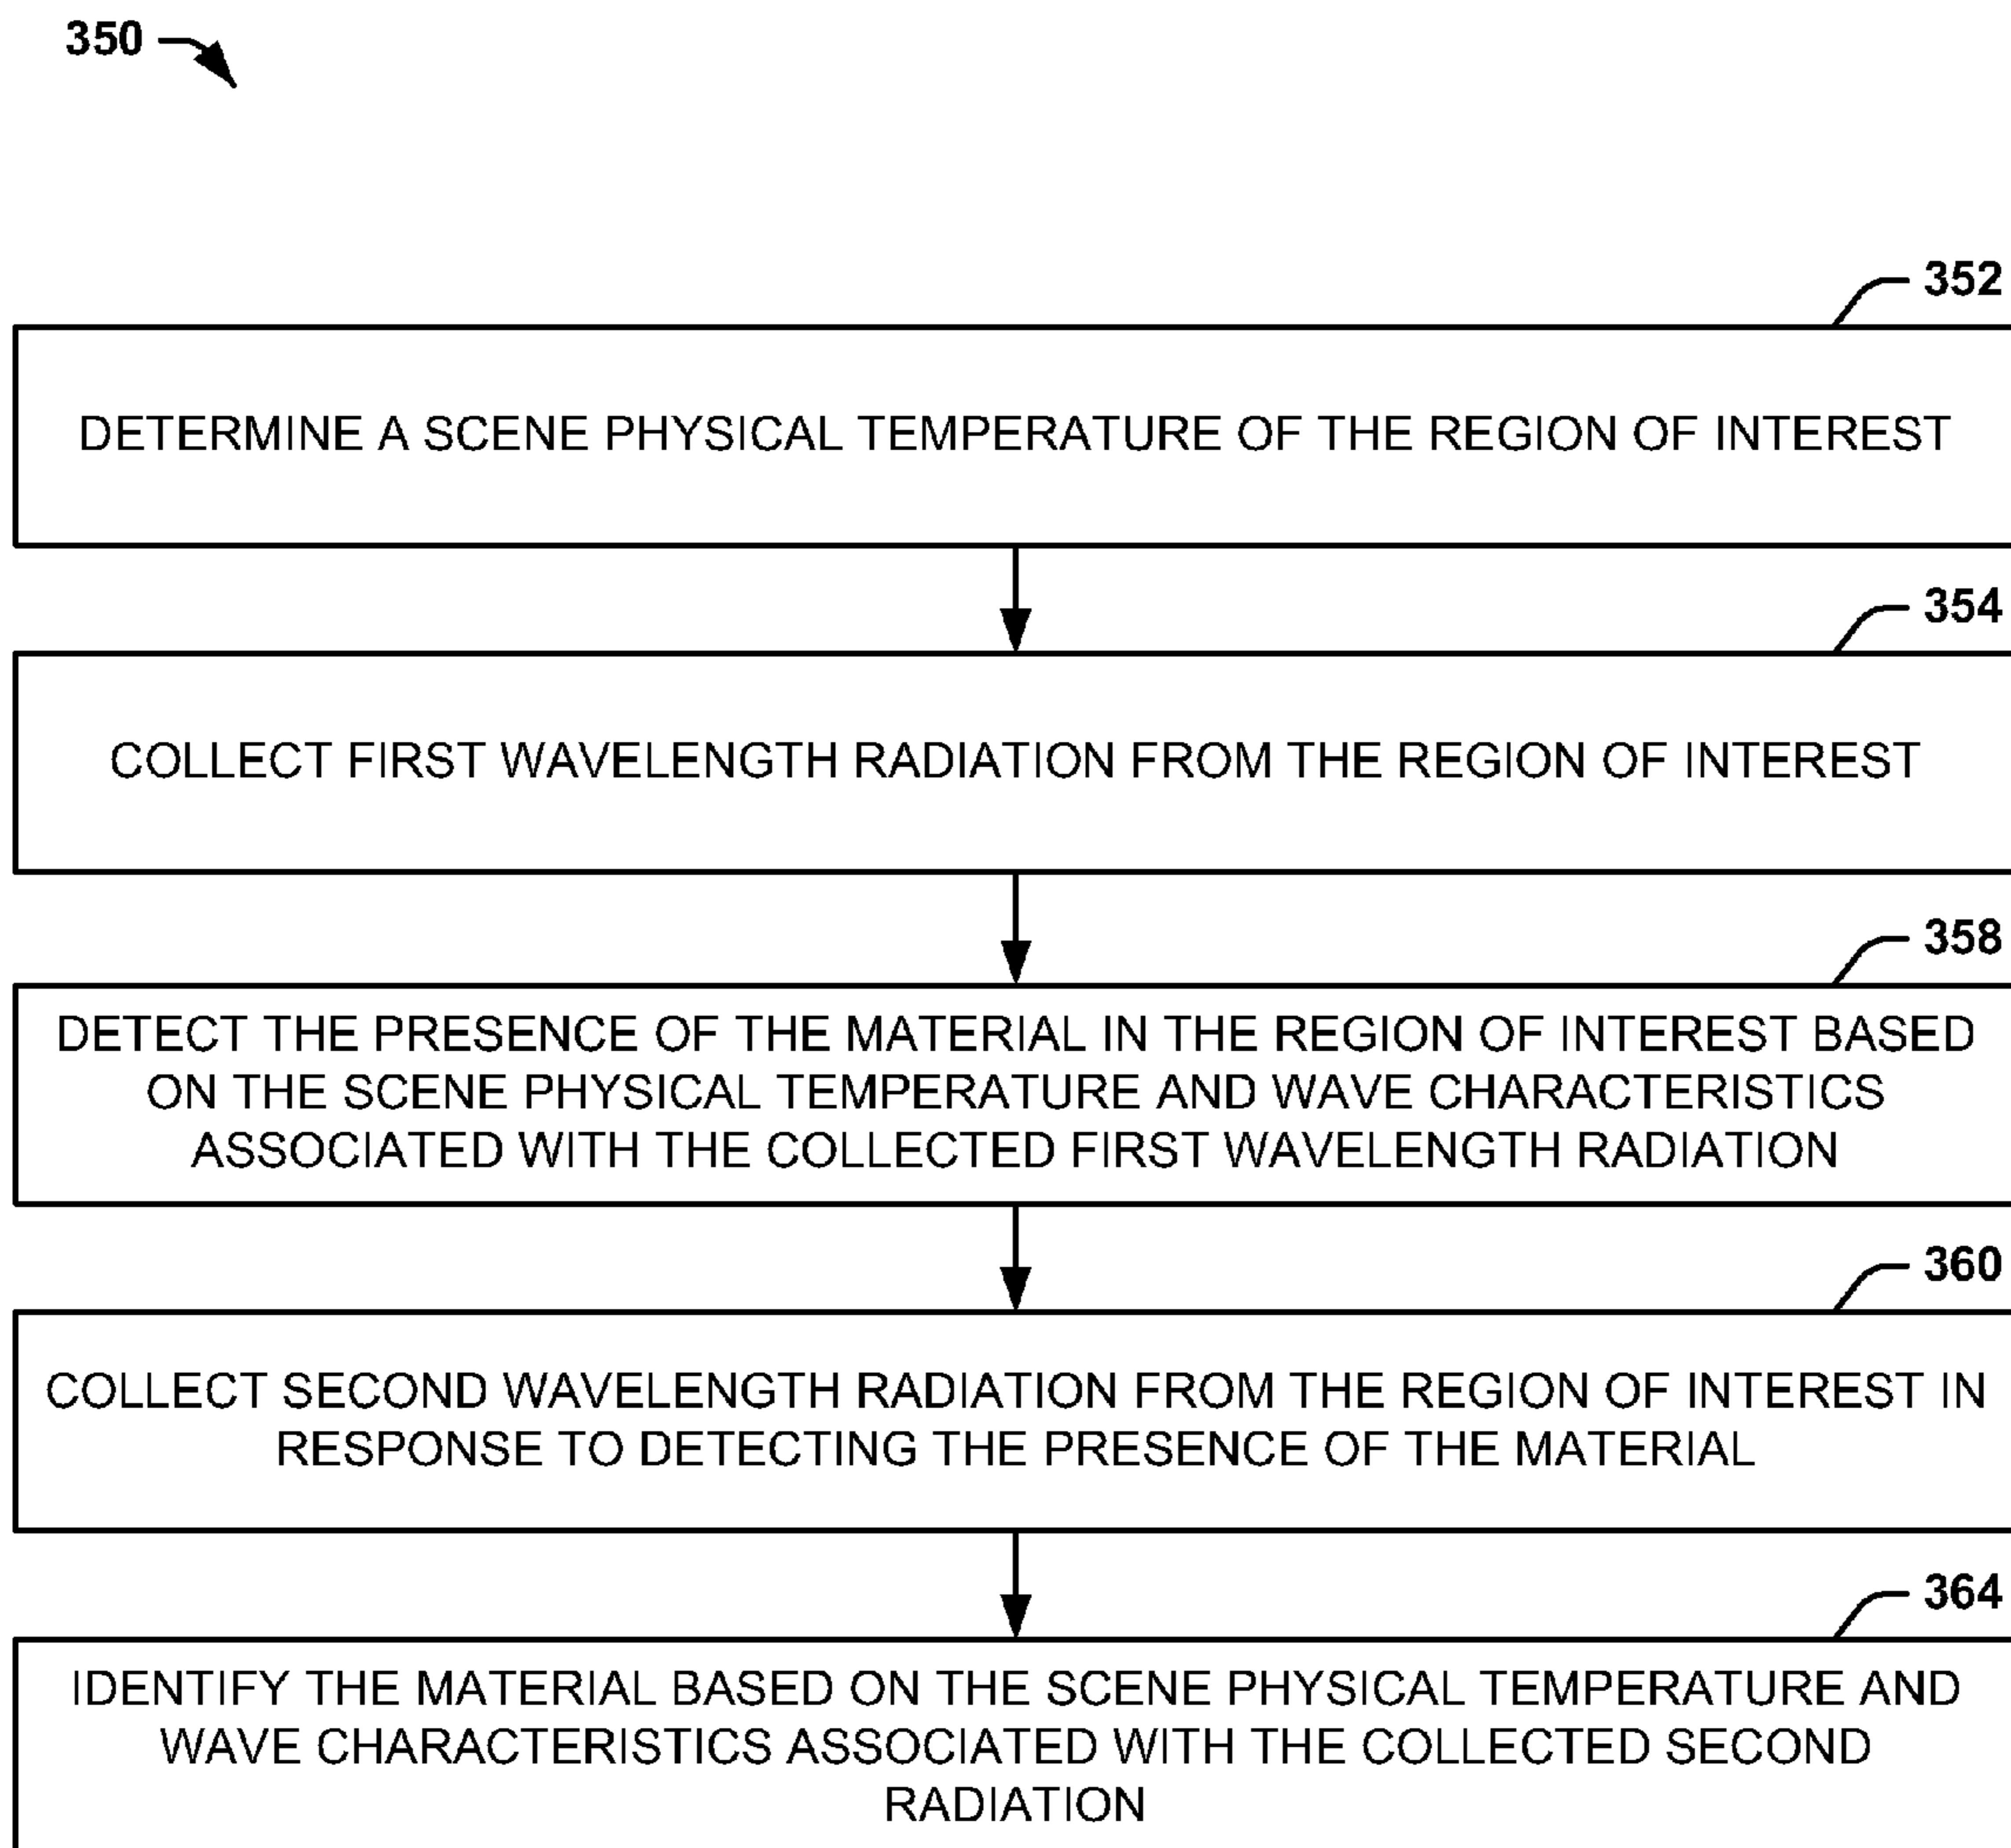 350
352
DETERMINE A SCENE PHYSICAL TEMPERATURE OF THE REGION OF INTEREST
354
COLLECT FIRST WAVELENGTH RADIATION FROM THE REGION OF INTEREST
358
DETECT THE PRESENCE OF THE MATERIAL IN THE REGION OF INTEREST BASED
ON THE SCENE PHYSICAL TEMPERATURE AND WAVE CHARACTERISTICS
ASSOCIATED WITH THE COLLECTED FIRST WAVELENGTH RADIATION
360
COLLECT SECOND WAVELENGTH RADIATION FROM THE REGION OF INTEREST IN
RESPONSE TO DETECTING THE PRESENCE OF THE MATERIAL
364
IDENTIFY THE MATERIAL BASED ON THE SCENE PHYSICAL TEMPERATURE AND
WAVE CHARACTERISTICS ASSOCIATED WITH THE COLLECTED SECOND
RADIATION